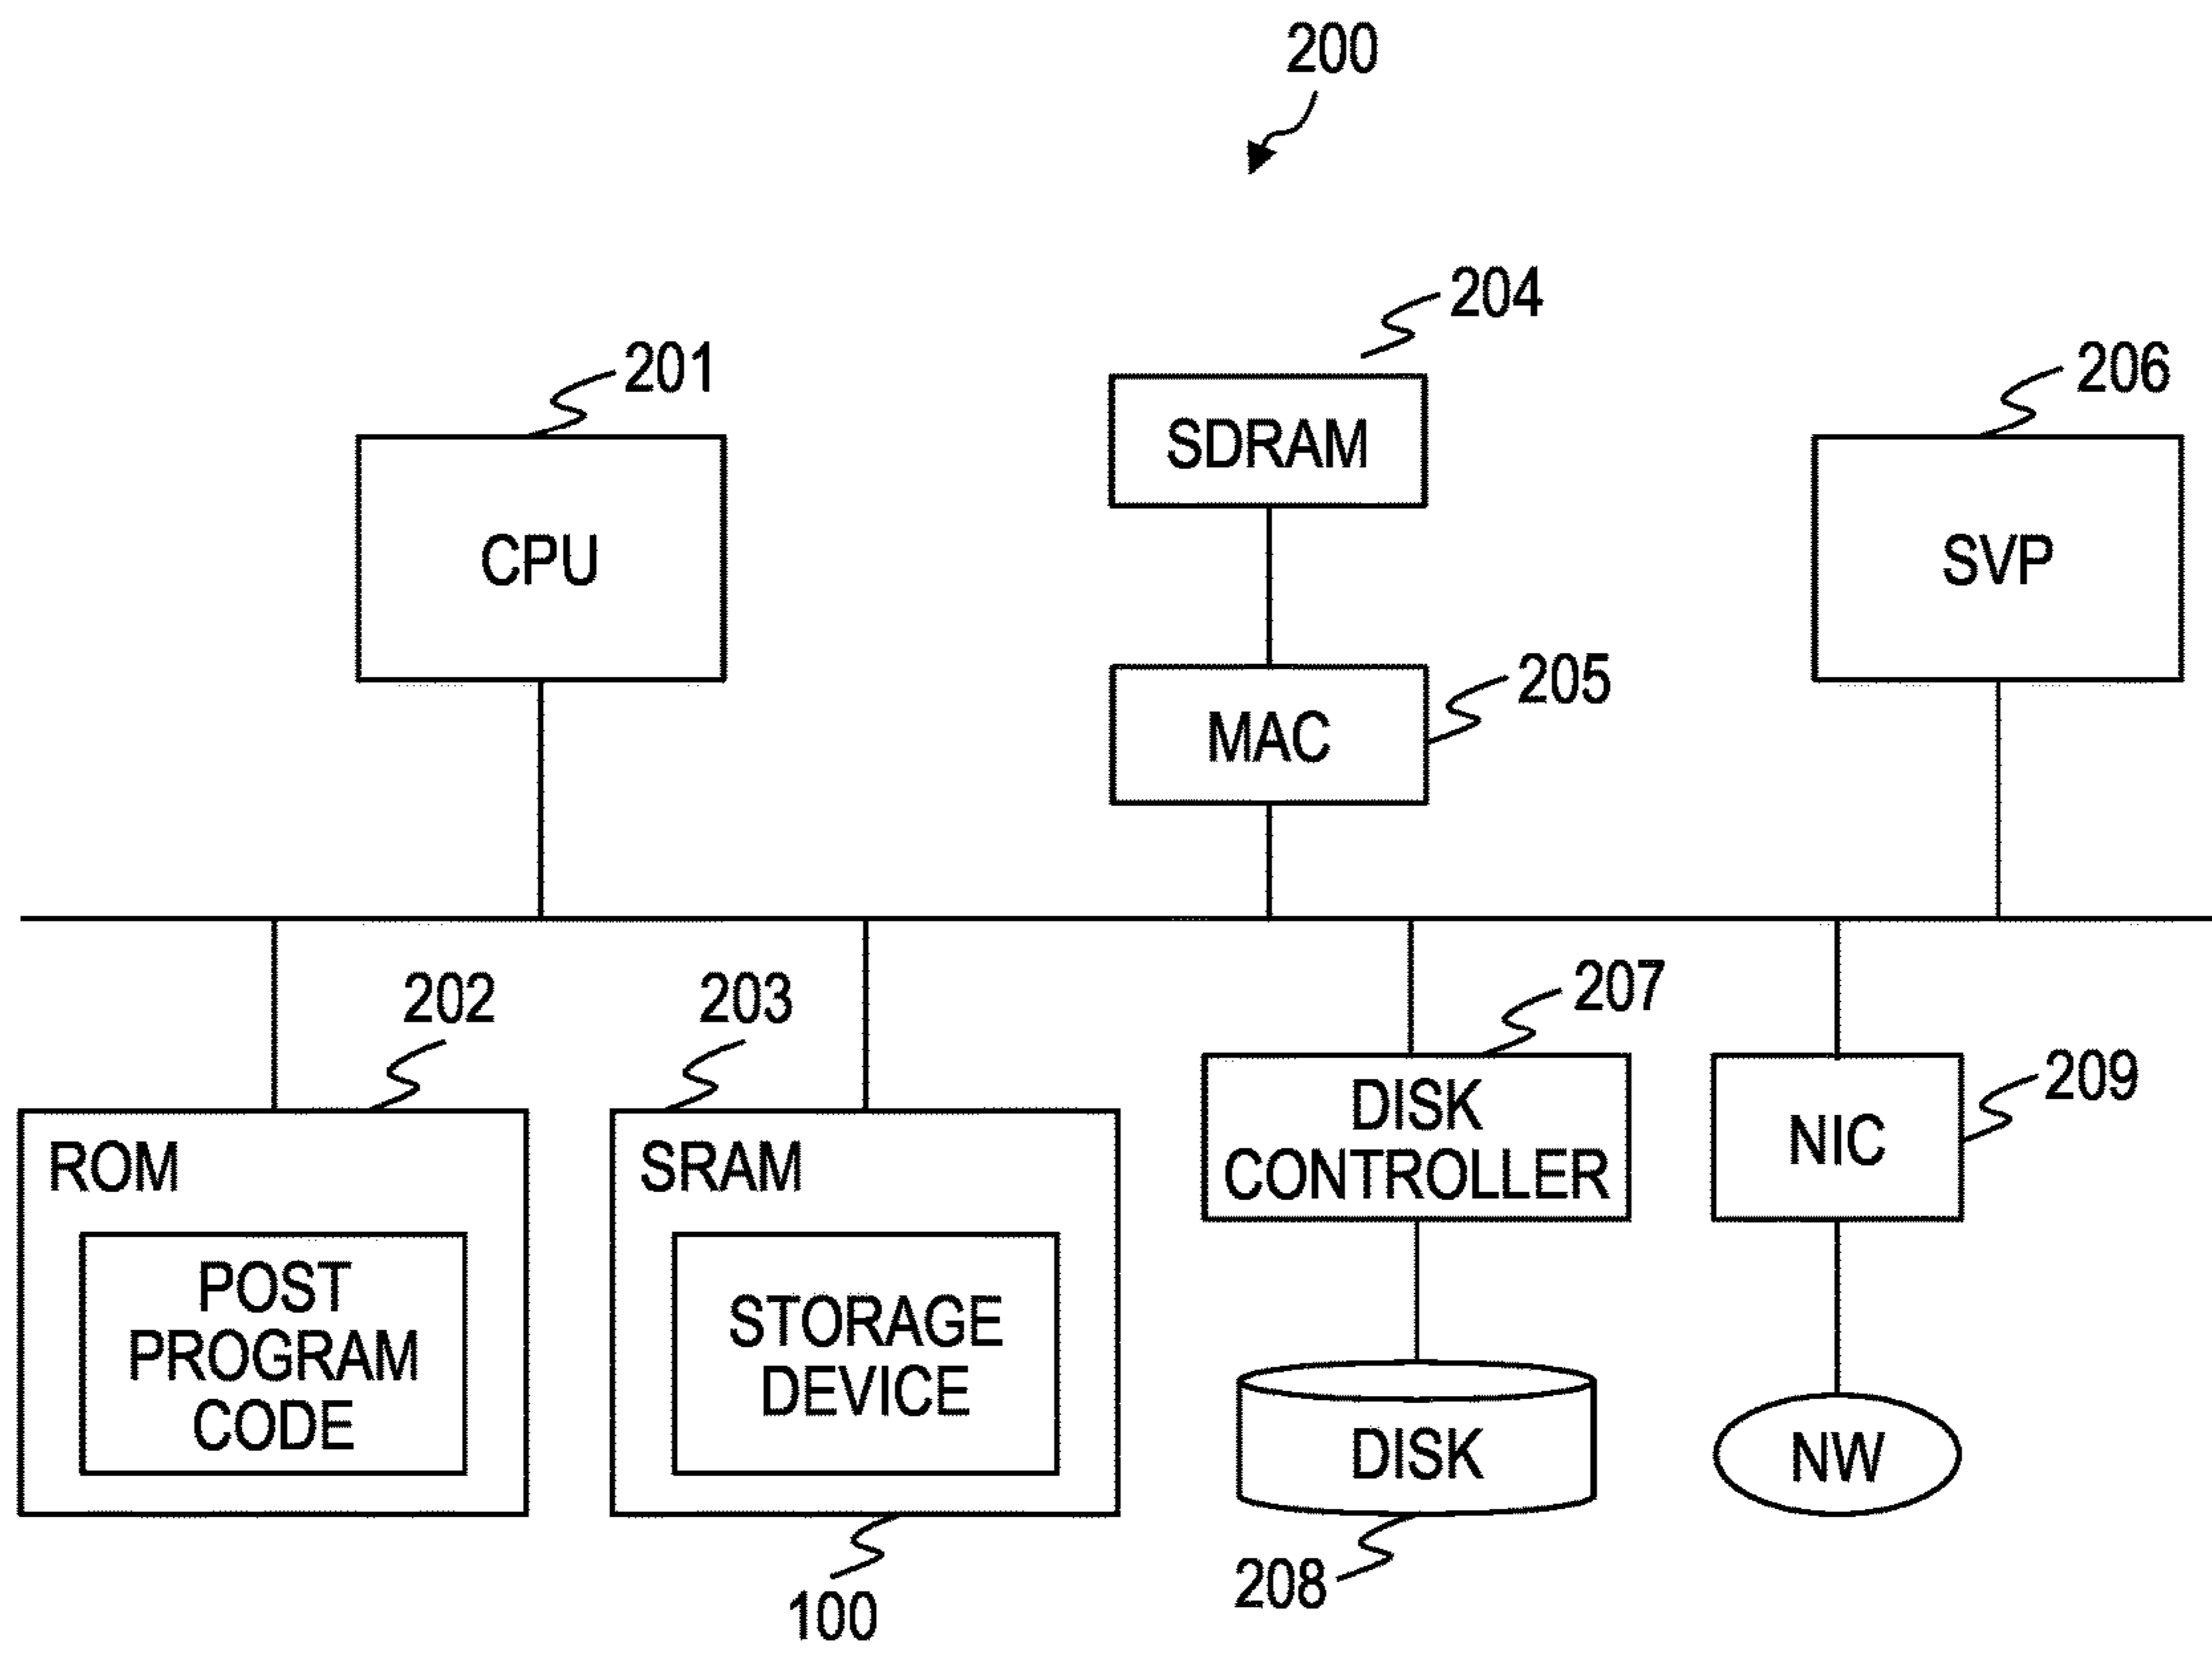 200
204
201
206
SDRAM
CPU
SVP
205
MAC
202
203
207
209
ROM
SRAM
DISK
CONTROLLER
NIC
POST
PROGRAM
CODE
STORAGE
DEVICE
DISK
NW
208
100